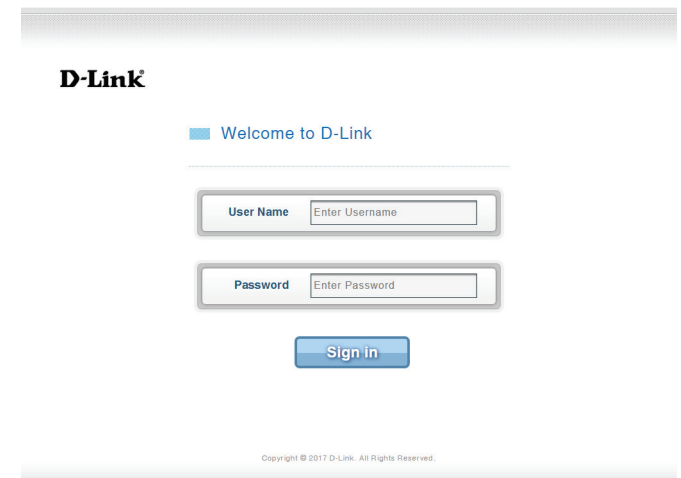 D-Link®
Welcome to D-Link
User Name
Enter Username
Password
Enter Password
Sign in
Copyright © 2017 D-Link. All Rights Reserved.